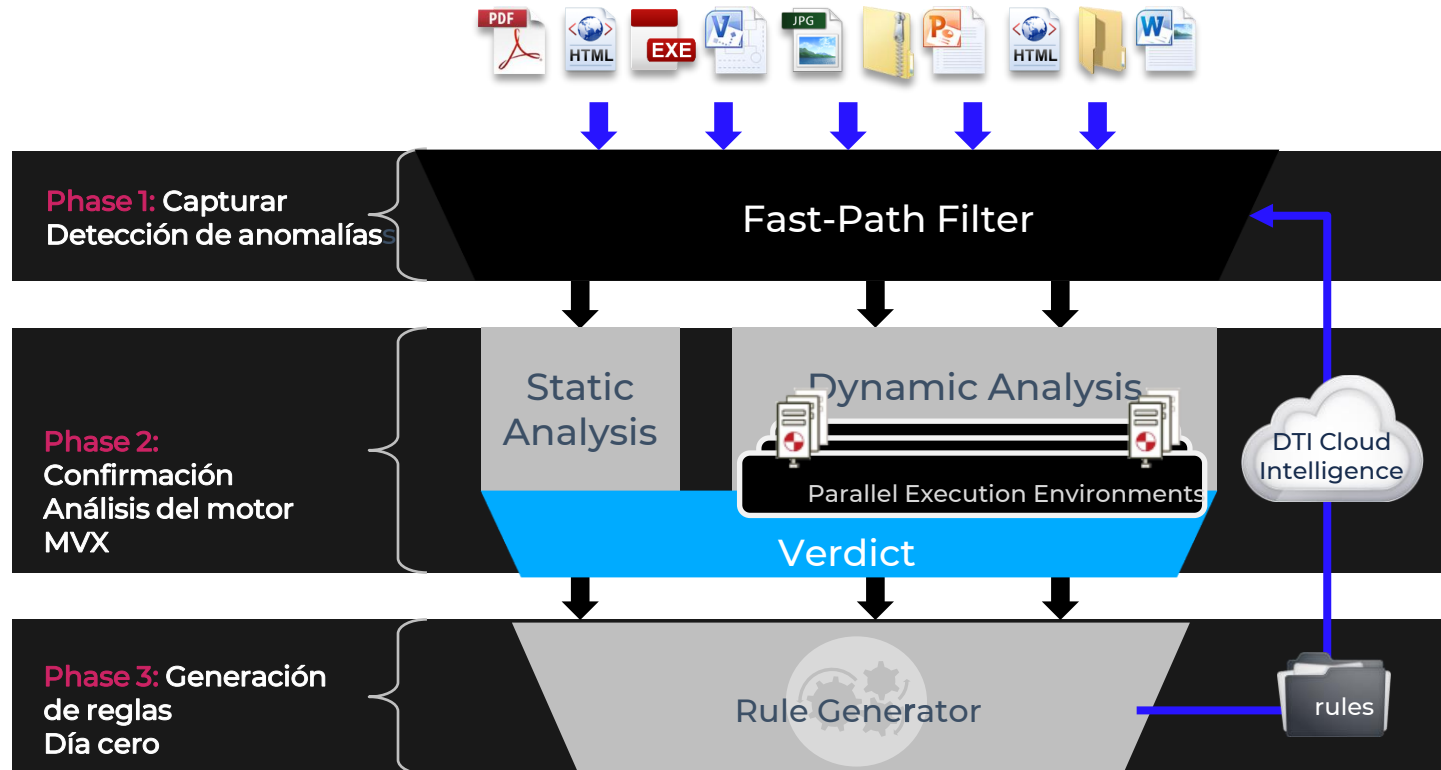 PDF
HTML
EXE
JPG
HTML
Phase 1: Capturar
Detección de anomalíass
Fast-Path Filter
Static
Analysis
Dynamic Analysis
Parallel Execution Environments
Verdict
Phase 2:
Confirmación
Análisis del motor
MVX
DTI Cloud
Intelligence
Phase 3: Generación
de reglas
Día cero
Rule Generator
rules